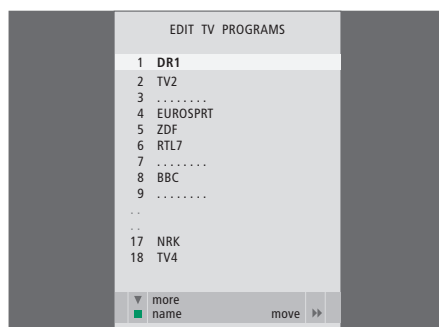 EDIT TV PROGRAMS
1 DR1
2 TV2
3 ........
4 EUROSPRT
5 ZDF
6 RTL7
7 ........
8 BBC
9 ........
..
..
17 NRK
18 TV4
more
name move